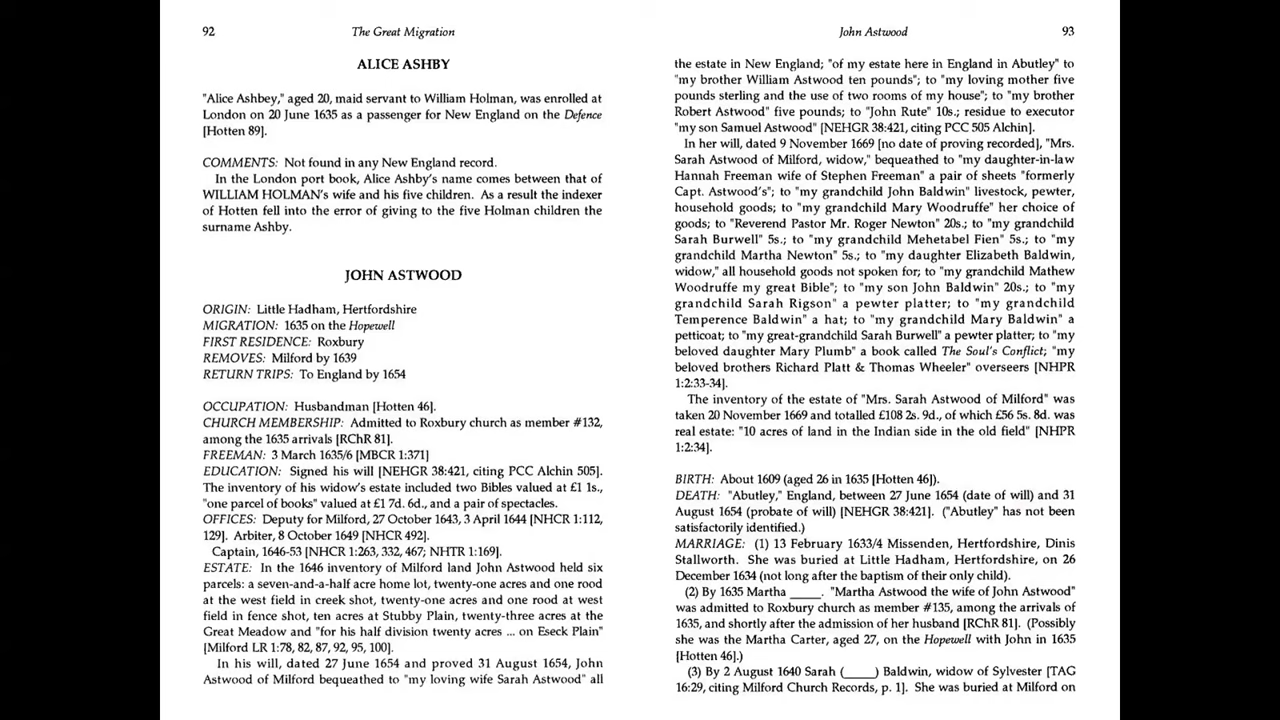 92
The Great Migration
ALICE ASHBY
"Alice Ashbey," aged 20, maid servant to William Holman, was enrolled at
London on 20 June 1635 as a passenger for New England on the Defence
[Hotten 89].
COMMENTS: Not found in any New England record.
In the London port book, Alice Ashby's name comes between that of
WILLIAM HOLMAN's wife and his five children. As a result the indexer
of Hotten fell into the error of giving to the five Holman children the
surname Ashby.
JOHN ASTWOOD
ORIGIN: Little Hadham, Hertfordshire
MIGRATION: 1635 on the Hopewell
FIRST RESIDENCE: Roxbury
REMOVES: Milford by 1639
RETURN TRIPS: To England by 1654
OCCUPATION: Husbandman [Hotten 46].
CHURCH MEMBERSHIP: Admitted to Roxbury church as member #132,
among the 1635 arrivals [RChR 81].
FREEMAN: 3 March 1635/6 [MBCR 1:371]
EDUCATION: Signed his will [NEHGR 38:421, citing PCC Alchin 505].
The inventory of his widow's estate included two Bibles valued at £1 1s.,
"one parcel of books" valued at £1 7d. 6d., and a pair of spectacles.
OFFICES: Deputy for Milford, 27 October 1643, 3 April 1644 [NHCR 1:112,
129]. Arbiter, 8 October 1649 [NHCR 492].
Captain, 1646-53 [NHCR 1:263, 332, 467; NHTR 1:169].
ESTATE: In the 1646 inventory of Milford land John Astwood held six
parcels: a seven-and-a-half acre home lot, twenty-one acres and one rood
at the west field in creek shot, twenty-one acres and one rood at west
field in fence shot, ten acres at Stubby Plain, twenty-three acres at the
Great Meadow and "for his half division twenty acres ... on Eseck Plain"
[Milford LR 1:78, 82, 87, 92, 95, 100].
In his will, dated 27 June 1654 and proved 31 August 1654, John
Astwood of Milford bequeathed to "my loving wife Sarah Astwood" all
John Astwood
93
the estate in New England; "of my estate here in England in Abutley" to
"my brother William Astwood ten pounds"; to "my loving mother five
pounds sterling and the use of two rooms of my house"; to "my brother
Robert Astwood" five pounds; to "John Rute" 10s.; residue to executor
"my son Samuel Astwood" [NEHGR 38:421, citing PCC 505 Alchin].
In her will, dated 9 November 1669 [no date of proving recorded], "Mrs.
Sarah Astwood of Milford, widow," bequeathed to "my daughter-in-law
Hannah Freeman wife of Stephen Freeman" a pair of sheets "formerly
Capt. Astwood's"; to "my grandchild John Baldwin" livestock, pewter,
household goods; to "my grandchild Mary Woodruffe" her choice of
goods; to "Reverend Pastor Mr. Roger Newton" 20s.; to "my grandchild
Sarah Burwell" 5s.; to "my grandchild Mehetabel Fien" 5s.; to "my
grandchild Martha Newton" 5s.; to "my daughter Elizabeth Baldwin,
widow," all household goods not spoken for; to "my grandchild Mathew
Woodruffe my great Bible"; to "my son John Baldwin" 20s.; to "my
grandchild Sarah Rigson" a pewter platter; to "my grandchild
Temperence Baldwin" a hat; to "my grandchild Mary Baldwin" a
petticoat; to "my great-grandchild Sarah Burwell" a pewter platter; to "my
beloved daughter Mary Plumb" a book called The Soul's Conflict; "my
beloved brothers Richard Platt & Thomas Wheeler" overseers [NHPR
1:2:33-34].
The inventory of the estate of "Mrs. Sarah Astwood of Milford" was
taken 20 November 1669 and totalled £108 2s. 9d., of which £56 5s. 8d. was
real estate: "10 acres of land in the Indian side in the old field" [NHPR
1:2:34].
BIRTH: About 1609 (aged 26 in 1635 [Hotten 46]).
DEATH: "Abutley," England, between 27 June 1654 (date of will) and 31
August 1654 (probate of will) [NEHGR 38:421]. ("Abutley" has not been
satisfactorily identified.)
MARRIAGE: (1) 13 February 1633/4 Missenden, Hertfordshire, Dinis
Stallworth. She was buried at Little Hadham, Hertfordshire, on 26
December 1634 (not long after the baptism of their only child).
(2) By 1635 Martha _____. "Martha Astwood the wife of John Astwood"
was admitted to Roxbury church as member #135, among the arrivals of
1635, and shortly after the admission of her husband [RChR 81]. (Possibly
she was the Martha Carter, aged 27, on the Hopewell with John in 1635
[Hotten 46].)
(3) By 2 August 1640 Sarah (_____) Baldwin, widow of Sylvester [TAG
16:29, citing Milford Church Records, p. 1]. She was buried at Milford on